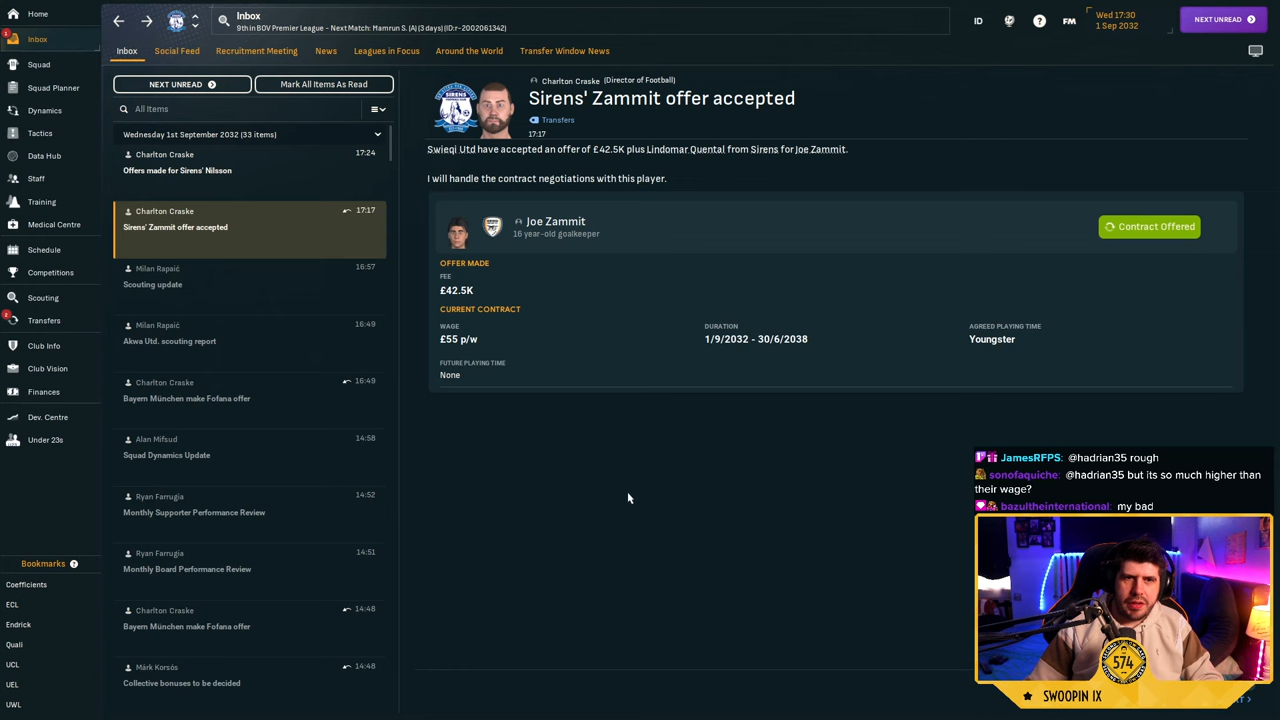 Home
Inbox
9th in BOV Premier League - Next Match: Hamrun S. (A) (3 days) (ID:r-2002061342)
ID
FM
Wed 17:30
1 Sep 2032
NEXT UNREAD
1
Inbox
Squad
Squad Planner
Dynamics
Tactics
Data Hub
Staff
Training
Medical Centre
Schedule
Competitions
Scouting
2
Transfers
Club Info
Club Vision
Finances
Dev. Centre
Under 23s
Bookmarks
Coefficients
ECL
Endrick
Quali
UCL
UEL
UWL
Inbox
Social Feed
Recruitment Meeting
News
Leagues in Focus
Around the World
Transfer Window News
NEXT UNREAD
Mark All Items As Read
All Items
Wednesday 1st September 2032 (33 items)
Charlton Craske 17:24
Offers made for Sirens' Nilsson
Charlton Craske 17:17
Sirens' Zammit offer accepted
Milan Rapaić 16:57
Scouting update
Milan Rapaić 16:49
Akwa Utd. scouting report
Charlton Craske 16:49
Bayern München make Fofana offer
Alan Mifsud 14:58
Squad Dynamics Update
Ryan Farrugia 14:52
Monthly Supporter Performance Review
Ryan Farrugia 14:51
Monthly Board Performance Review
Charlton Craske 14:48
Bayern München make Fofana offer
Márk Korsós 14:48
Collective bonuses to be decided
Charlton Craske (Director of Football)
Sirens' Zammit offer accepted
Transfers
17:17
Swieqi Utd have accepted an offer of £42.5K plus Lindomar Quental from Sirens for Joe Zammit.
I will handle the contract negotiations with this player.
Joe Zammit
16 year-old goalkeeper
Contract Offered
OFFER MADE
FEE
£42.5K
CURRENT CONTRACT
WAGE DURATION AGREED PLAYING TIME
£55 p/w 1/9/2032 - 30/6/2038 Youngster
FUTURE PLAYING TIME
None
JamesRFPS: @hadrian35 rough
sonofaquiche: @hadrian35 but its so much higher than
their wage?
bazultheinternational: my bad
574
SWOOPIN IX